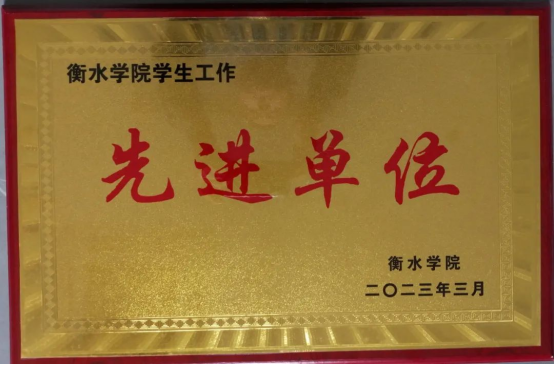 衡水学院学生工作
先进单位
衡水学院
二〇二三年三月